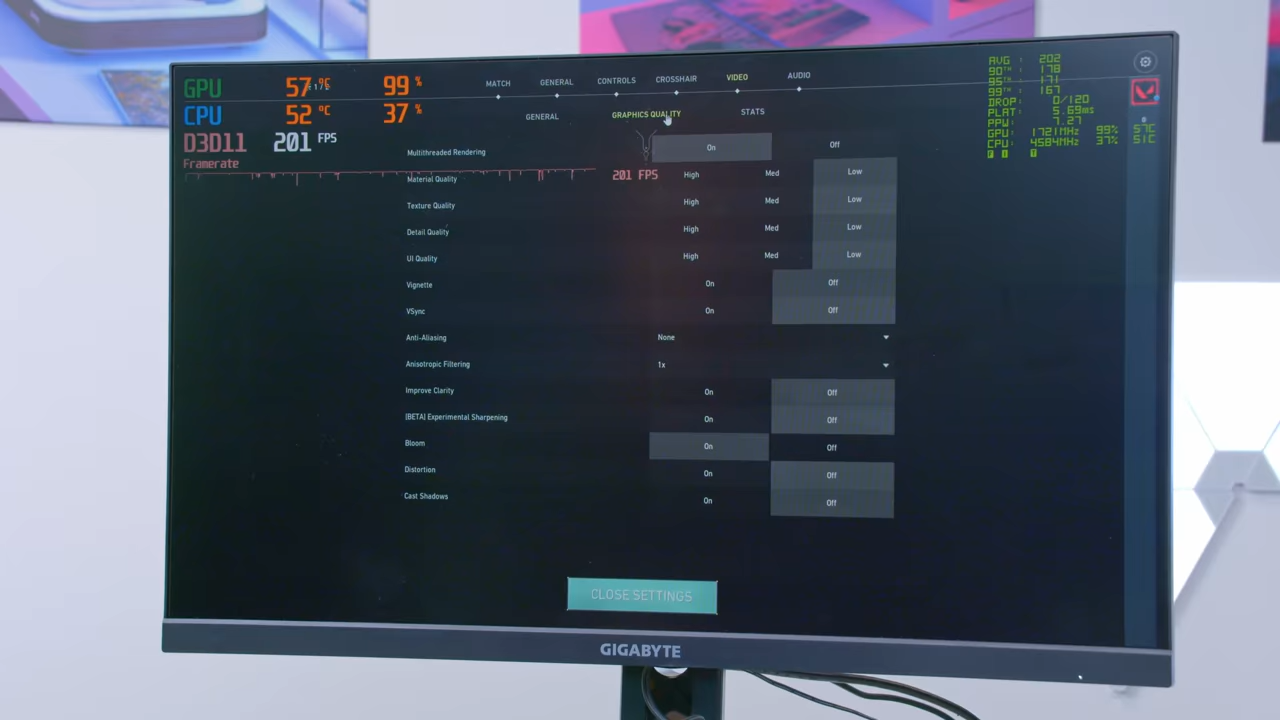 GPU 57°C 99 %
CPU 52 °C 37 %
D3D11 201 FPS
Framerate
201 FPS
MATCH GENERAL CONTROLS CROSSHAIR VIDEO AUDIO
GENERAL GRAPHICS QUALITY STATS
AVG : 202
90TH : 178
95TH : 171
99TH : 167
DROP: 0/120
PLAT: 5.69ms
PPW: 7.27
GPU: 1721MHz 99% 57C
CPU: 4584MHz 37% 51C
Multithreaded Rendering On Off
Material Quality High Med Low
Texture Quality High Med Low
Detail Quality High Med Low
UI Quality High Med Low
Vignette On Off
VSync On Off
Anti-Aliasing None
Anisotropic Filtering 1x
Improve Clarity On Off
[BETA] Experimental Sharpening On Off
Bloom On Off
Distortion On Off
Cast Shadows On Off
CLOSE SETTINGS
GIGABYTE